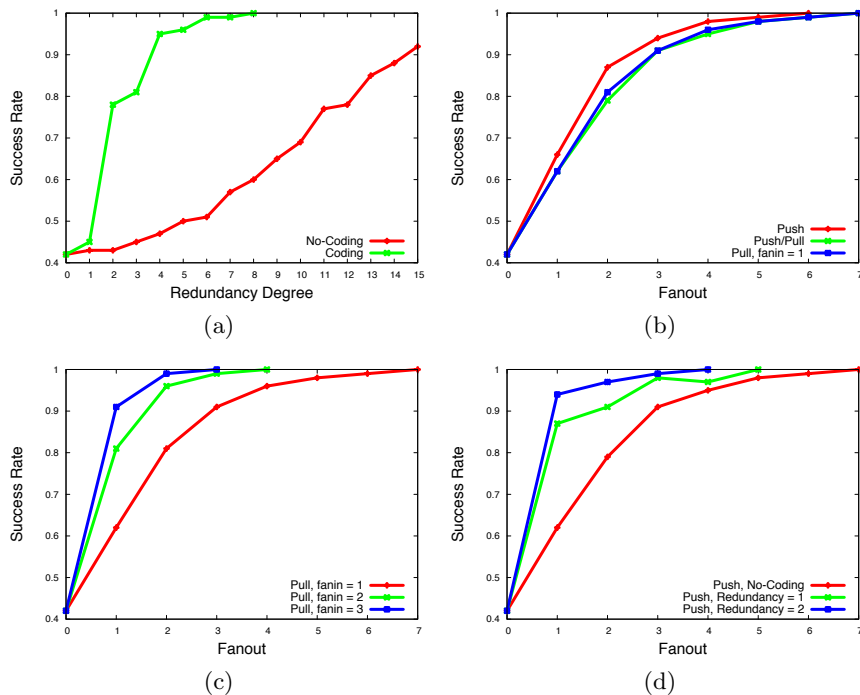 1
0.9
0.8
0.7
0.6
0.5
0.4
Success Rate
No-Coding
Coding
0 1 2 3 4 5 6 7 8 9 10 11 12 13 14 15
Redundancy Degree
(a)
1
0.9
0.8
0.7
0.6
0.5
0.4
Success Rate
Push
Push/Pull
Pull, fanin = 1
0 1 2 3 4 5 6 7
Fanout
(b)
1
0.9
0.8
0.7
0.6
0.5
0.4
Success Rate
Pull, fanin = 1
Pull, fanin = 2
Pull, fanin = 3
0 1 2 3 4 5 6 7
Fanout
(c)
1
0.9
0.8
0.7
0.6
0.5
0.4
Success Rate
Push, No-Coding
Push, Redundancy = 1
Push, Redundancy = 2
0 1 2 3 4 5 6 7
Fanout
(d)